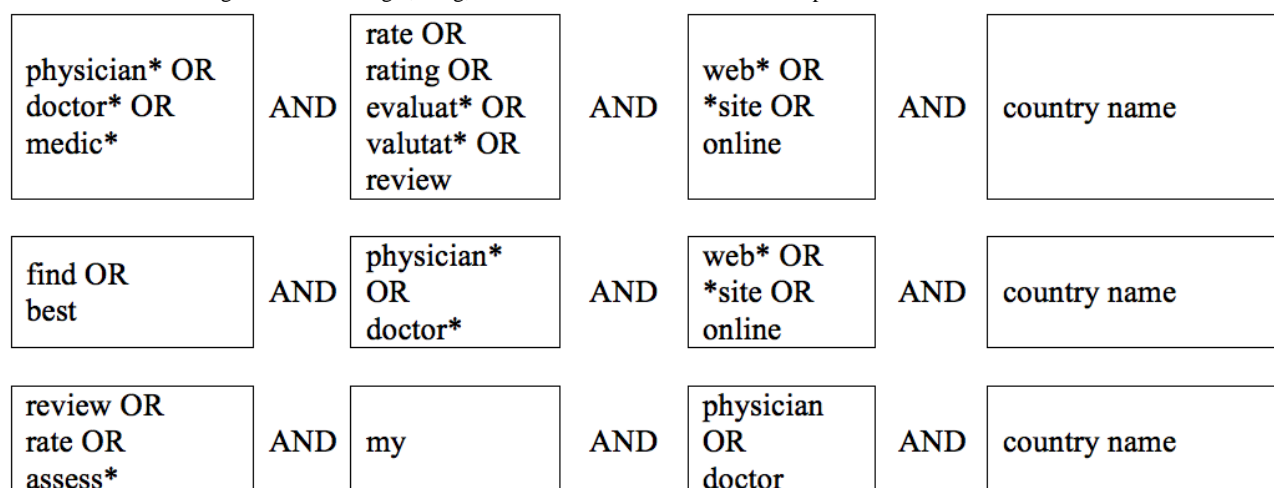 physician* OR
doctor* OR
medic*
AND
rate OR
rating OR
evaluat* OR
valutat* OR
review
AND
web* OR
*site OR
online
AND
country name
find OR
best
AND
physician*
OR
doctor*
AND
web* OR
*site OR
online
AND
country name
review OR
rate OR
assess*
AND
my
AND
physician
OR
doctor
AND
country name